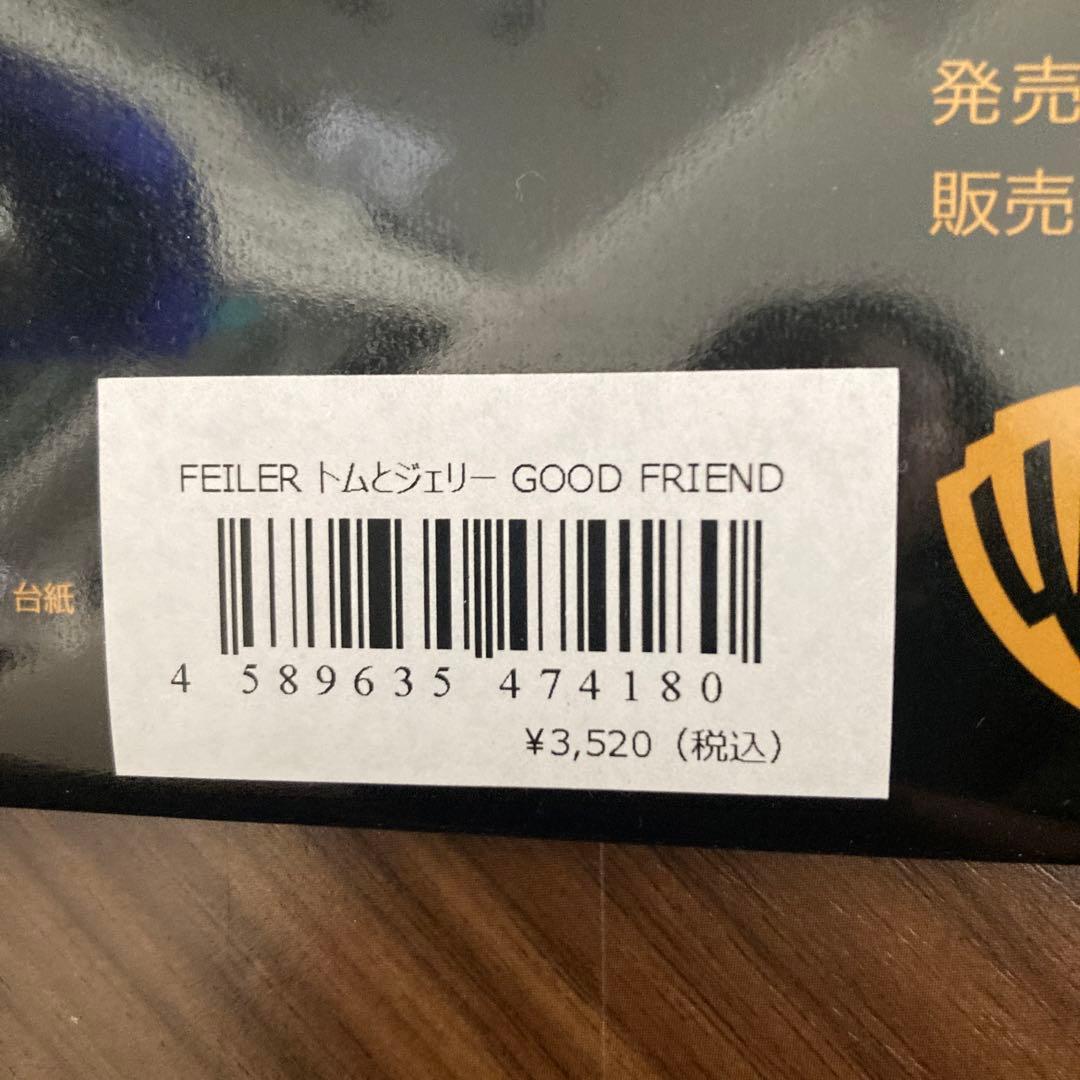 発売
販売
FEILER トムとジェリー GOOD FRIEND
台紙
4 589635 474180
¥3,520（税込）